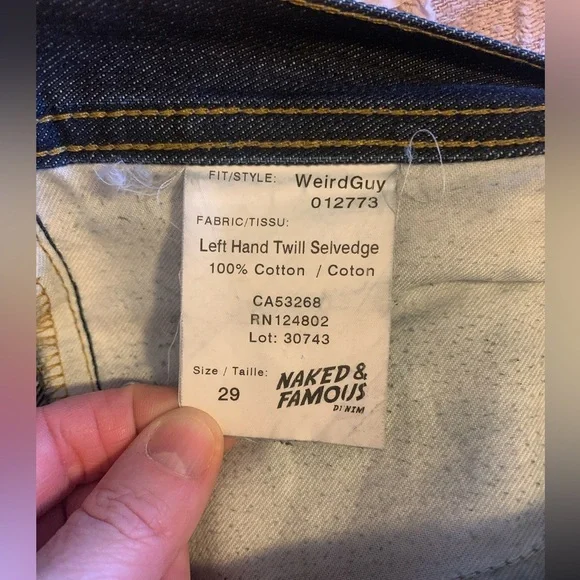 FIT/STYLE: WeirdGuy
012773
FABRIC/TISSU:
Left Hand Twill Selvedge
100% Cotton / Coton
CA53268
RN124802
Lot: 30743
Size / Taille:
29
NAKED &
FAMOUS
DENIM